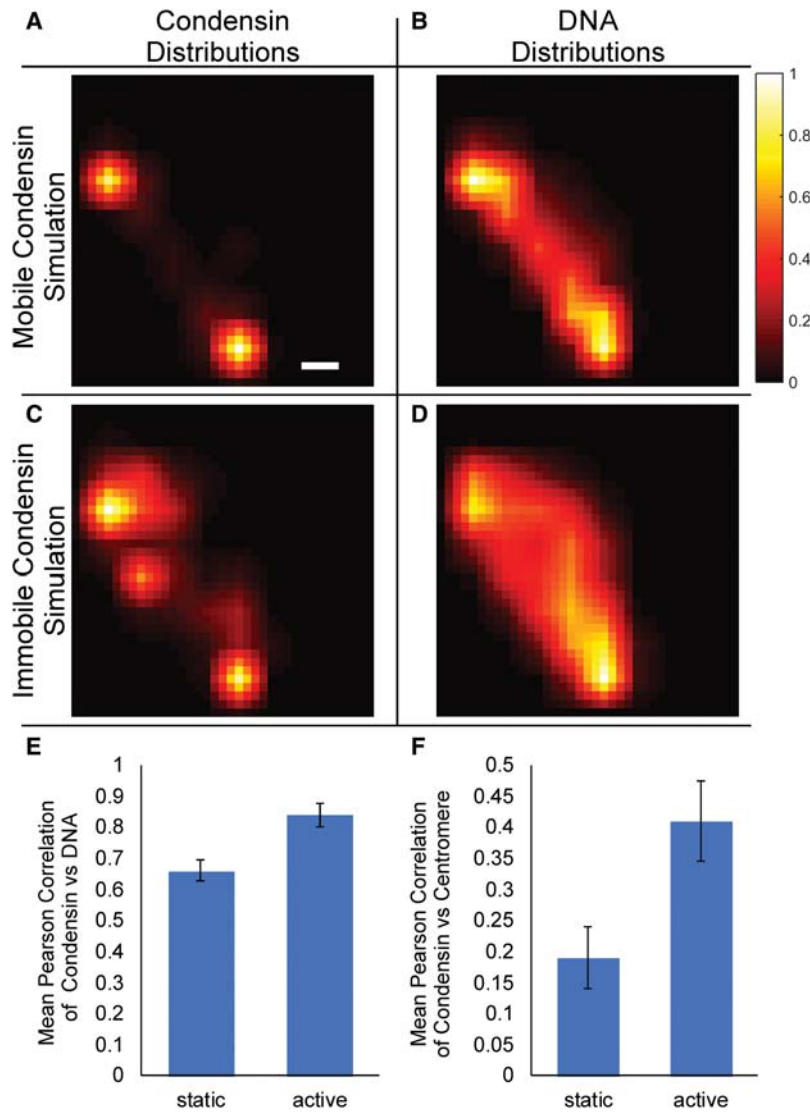 A
Condensin
Distributions
B
DNA
Distributions
Mobile Condensin
Simulation
1
0.8
0.6
0.4
0.2
0
C
D
Immobile Condensin
Simulation
E
Mean Pearson Correlation
of Condensin vs DNA
1
0.9
0.8
0.7
0.6
0.5
0.4
0.3
0.2
0.1
0
static
active
F
Mean Pearson Correlation
of Condensin vs Centromere
0.5
0.45
0.4
0.35
0.3
0.25
0.2
0.15
0.1
0.05
0
static
active